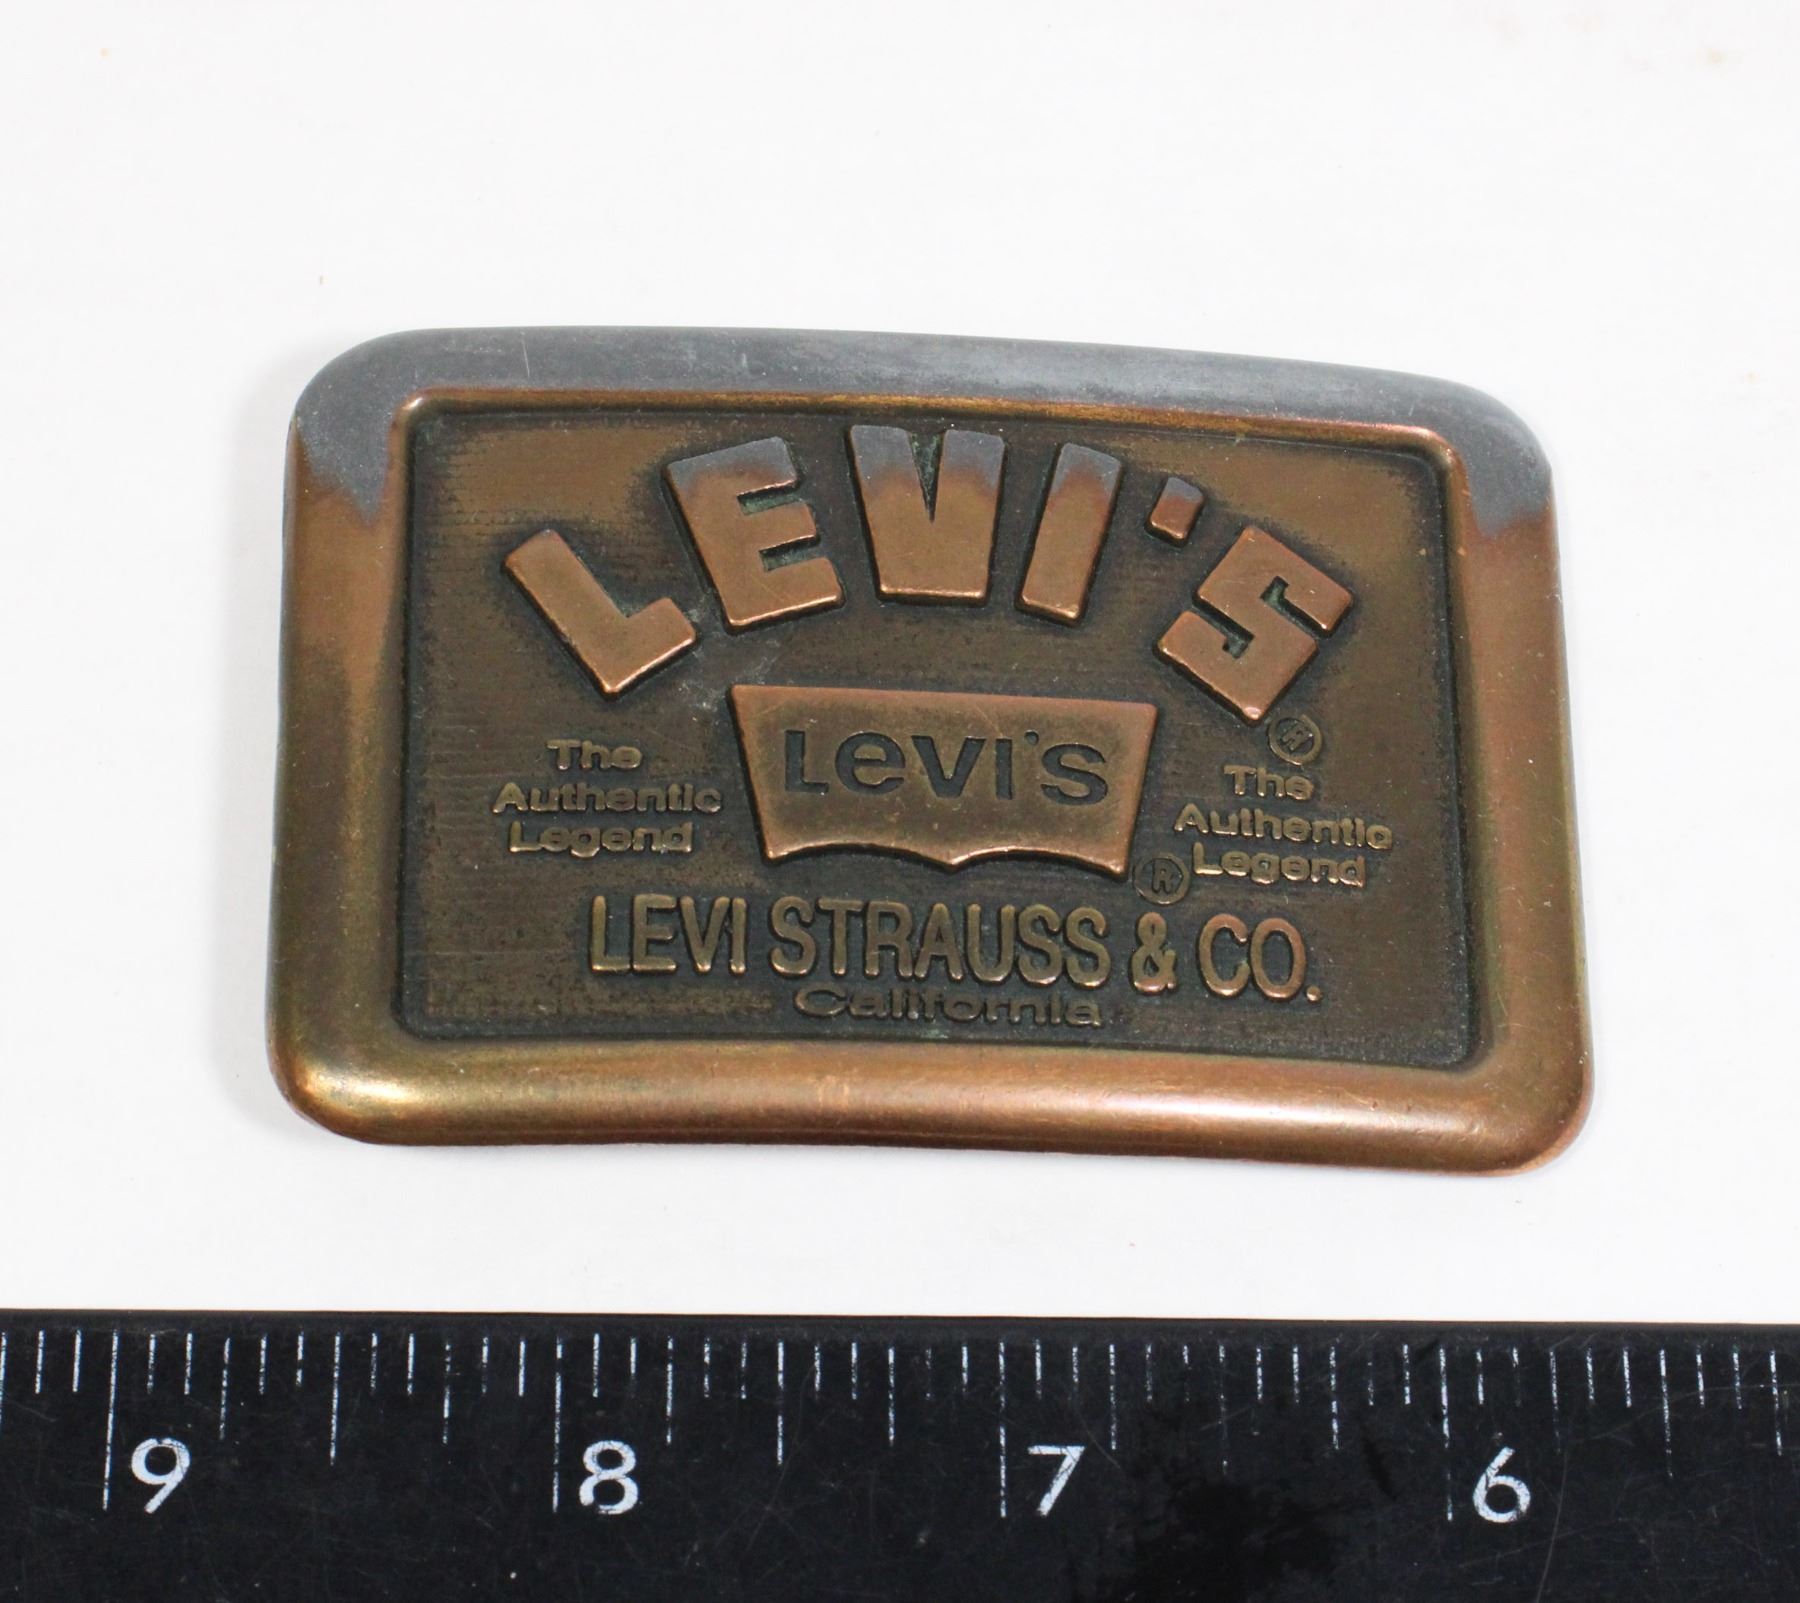 LEVI'S ®
Levi's ®
The
Authentic
Legend
The
Authentic
Legend
LEVI STRAUSS & CO.
California
9 8 7 6